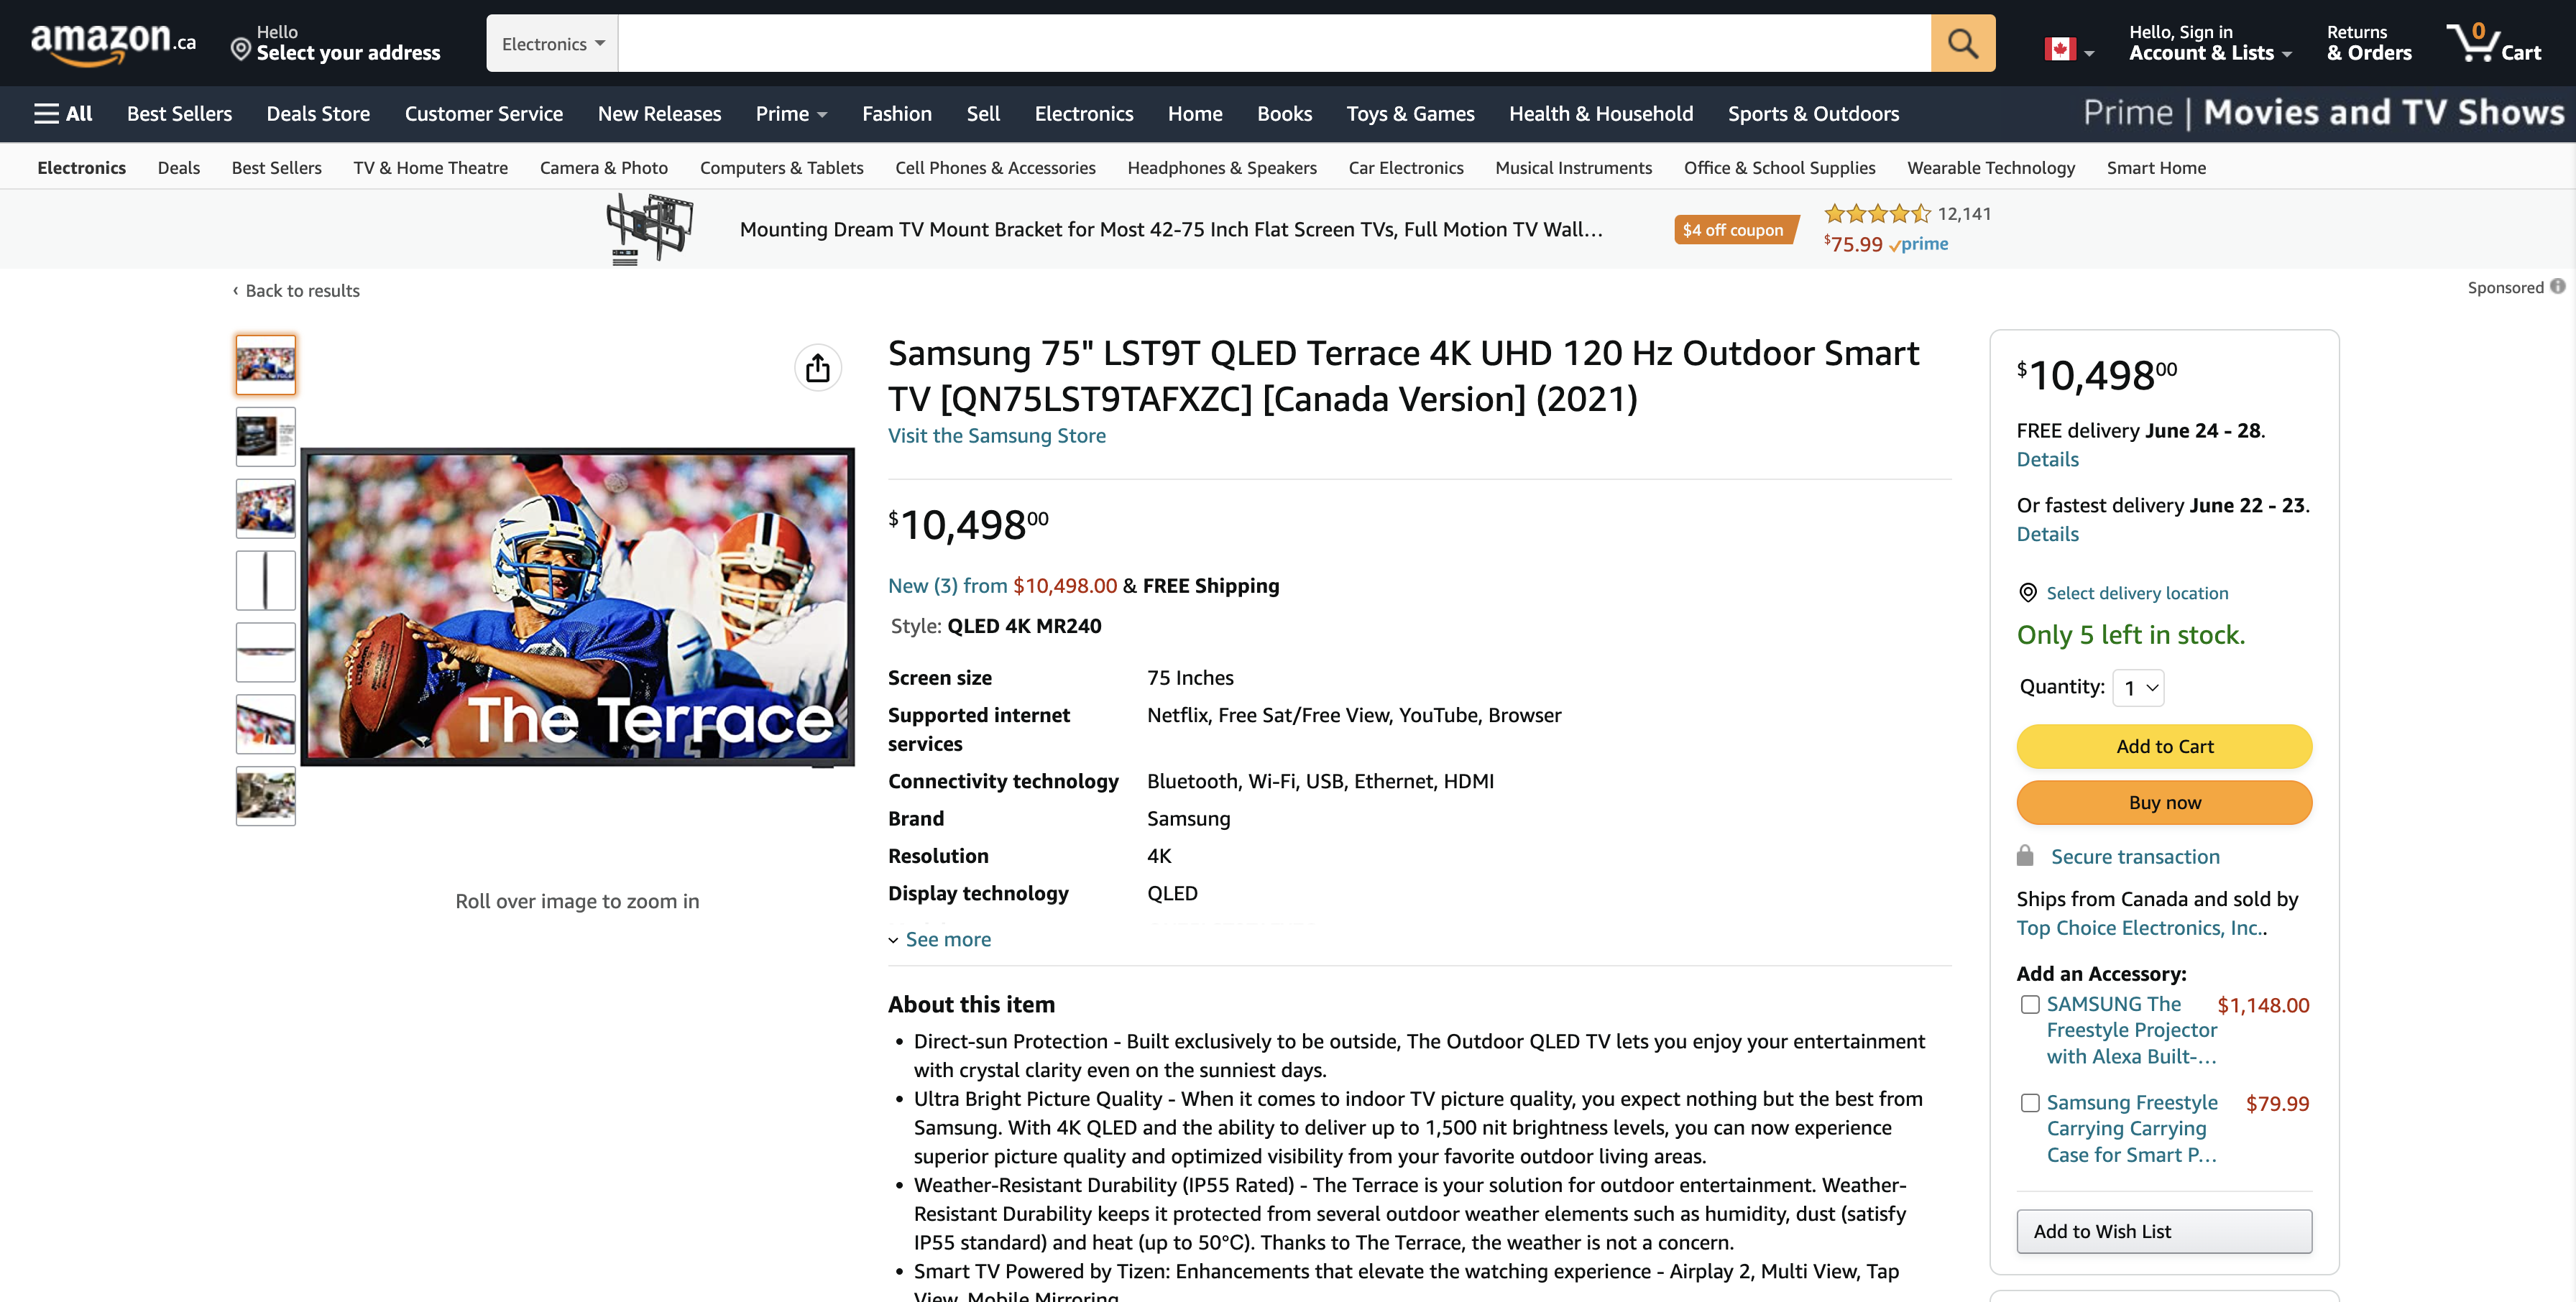 amazon.ca
Hello
Select your address
Electronics
Hello, Sign in
Account & Lists
Returns
& Orders
0
Cart
All
Best Sellers
Deals Store
Customer Service
New Releases
Prime
Fashion
Sell
Electronics
Home
Books
Toys & Games
Health & Household
Sports & Outdoors
Prime | Movies and TV Shows
Electronics
Deals
Best Sellers
TV & Home Theatre
Camera & Photo
Computers & Tablets
Cell Phones & Accessories
Headphones & Speakers
Car Electronics
Musical Instruments
Office & School Supplies
Wearable Technology
Smart Home
Mounting Dream TV Mount Bracket for Most 42-75 Inch Flat Screen TVs, Full Motion TV Wall...
$4 off coupon
12,141
$75.99 prime
‹ Back to results
Sponsored
The Terrace
Roll over image to zoom in
Samsung 75" LST9T QLED Terrace 4K UHD 120 Hz Outdoor Smart
TV [QN75LST9TAFXZC] [Canada Version] (2021)
Visit the Samsung Store
$10,49800
New (3) from $10,498.00 & FREE Shipping
Style: QLED 4K MR240
Screen size 75 Inches
Supported internet Netflix, Free Sat/Free View, YouTube, Browser
services
Connectivity technology Bluetooth, Wi-Fi, USB, Ethernet, HDMI
Brand Samsung
Resolution 4K
Display technology QLED
See more
About this item
• Direct-sun Protection - Built exclusively to be outside, The Outdoor QLED TV lets you enjoy your entertainment
with crystal clarity even on the sunniest days.
• Ultra Bright Picture Quality - When it comes to indoor TV picture quality, you expect nothing but the best from
Samsung. With 4K QLED and the ability to deliver up to 1,500 nit brightness levels, you can now experience
superior picture quality and optimized visibility from your favorite outdoor living areas.
• Weather-Resistant Durability (IP55 Rated) - The Terrace is your solution for outdoor entertainment. Weather-
Resistant Durability keeps it protected from several outdoor weather elements such as humidity, dust (satisfy
IP55 standard) and heat (up to 50°C). Thanks to The Terrace, the weather is not a concern.
• Smart TV Powered by Tizen: Enhancements that elevate the watching experience - Airplay 2, Multi View, Tap
View, Mobile Mirroring
$10,49800
FREE delivery June 24 - 28.
Details
Or fastest delivery June 22 - 23.
Details
Select delivery location
Only 5 left in stock.
Quantity: 1
Add to Cart
Buy now
Secure transaction
Ships from Canada and sold by
Top Choice Electronics, Inc..
Add an Accessory:
SAMSUNG The $1,148.00
Freestyle Projector
with Alexa Built-...
Samsung Freestyle $79.99
Carrying Carrying
Case for Smart P...
Add to Wish List